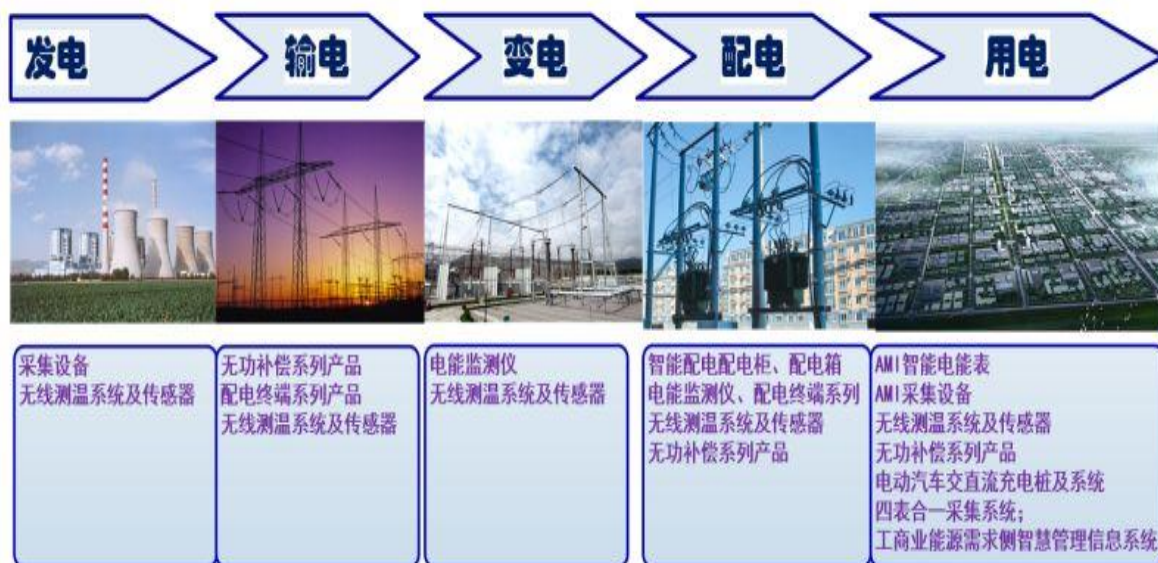 发电
输电
变电
配电
用电
采集设备
无线测温系统及传感器
无功补偿系列产品
配电终端系列产品
无线测温系统及传感器
电能监测仪
无线测温系统及传感器
智能配电配电柜、配电箱
电能监测仪、配电终端系列
无线测温系统及传感器
无功补偿系列产品
AMI智能电能表
AMI采集设备
无线测温系统及传感器
无功补偿系列产品
电动汽车交直流充电桩及系统
四表合一采集系统;
工商业能源需求侧智慧管理信息系统